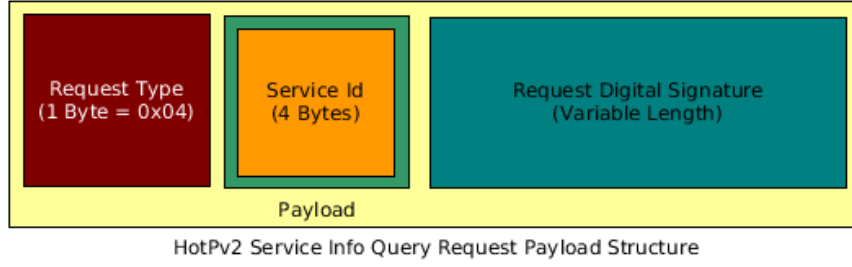 Request Type
(1 Byte = 0x04)
Service Id
(4 Bytes)
Request Digital Signature
(Variable Length)
Payload
HotPv2 Service Info Query Request Payload Structure